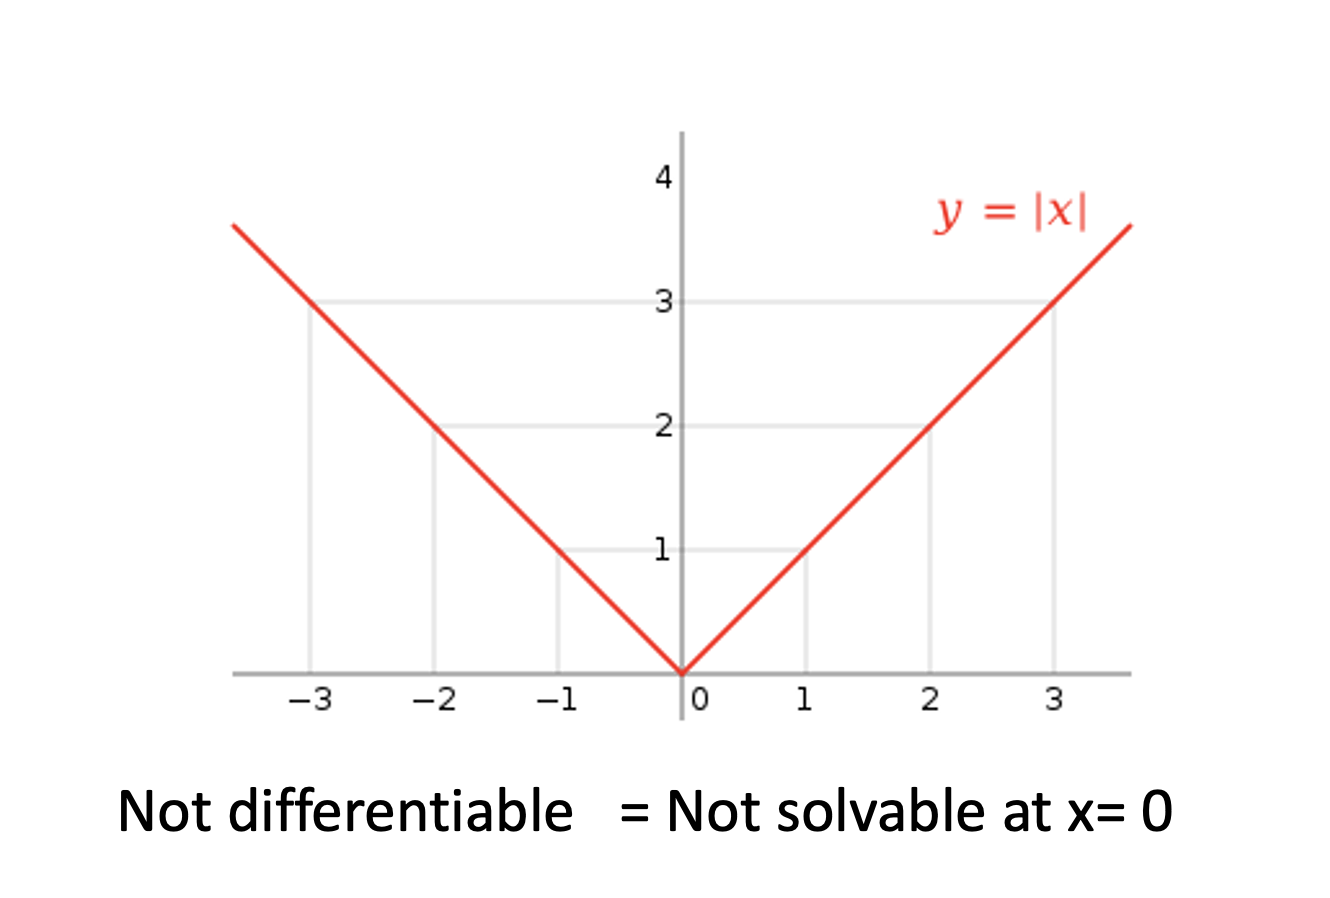 4
y = |x|
3
2
1
−3 −2 −1 0 1 2 3
Not differentiable = Not solvable at x= 0